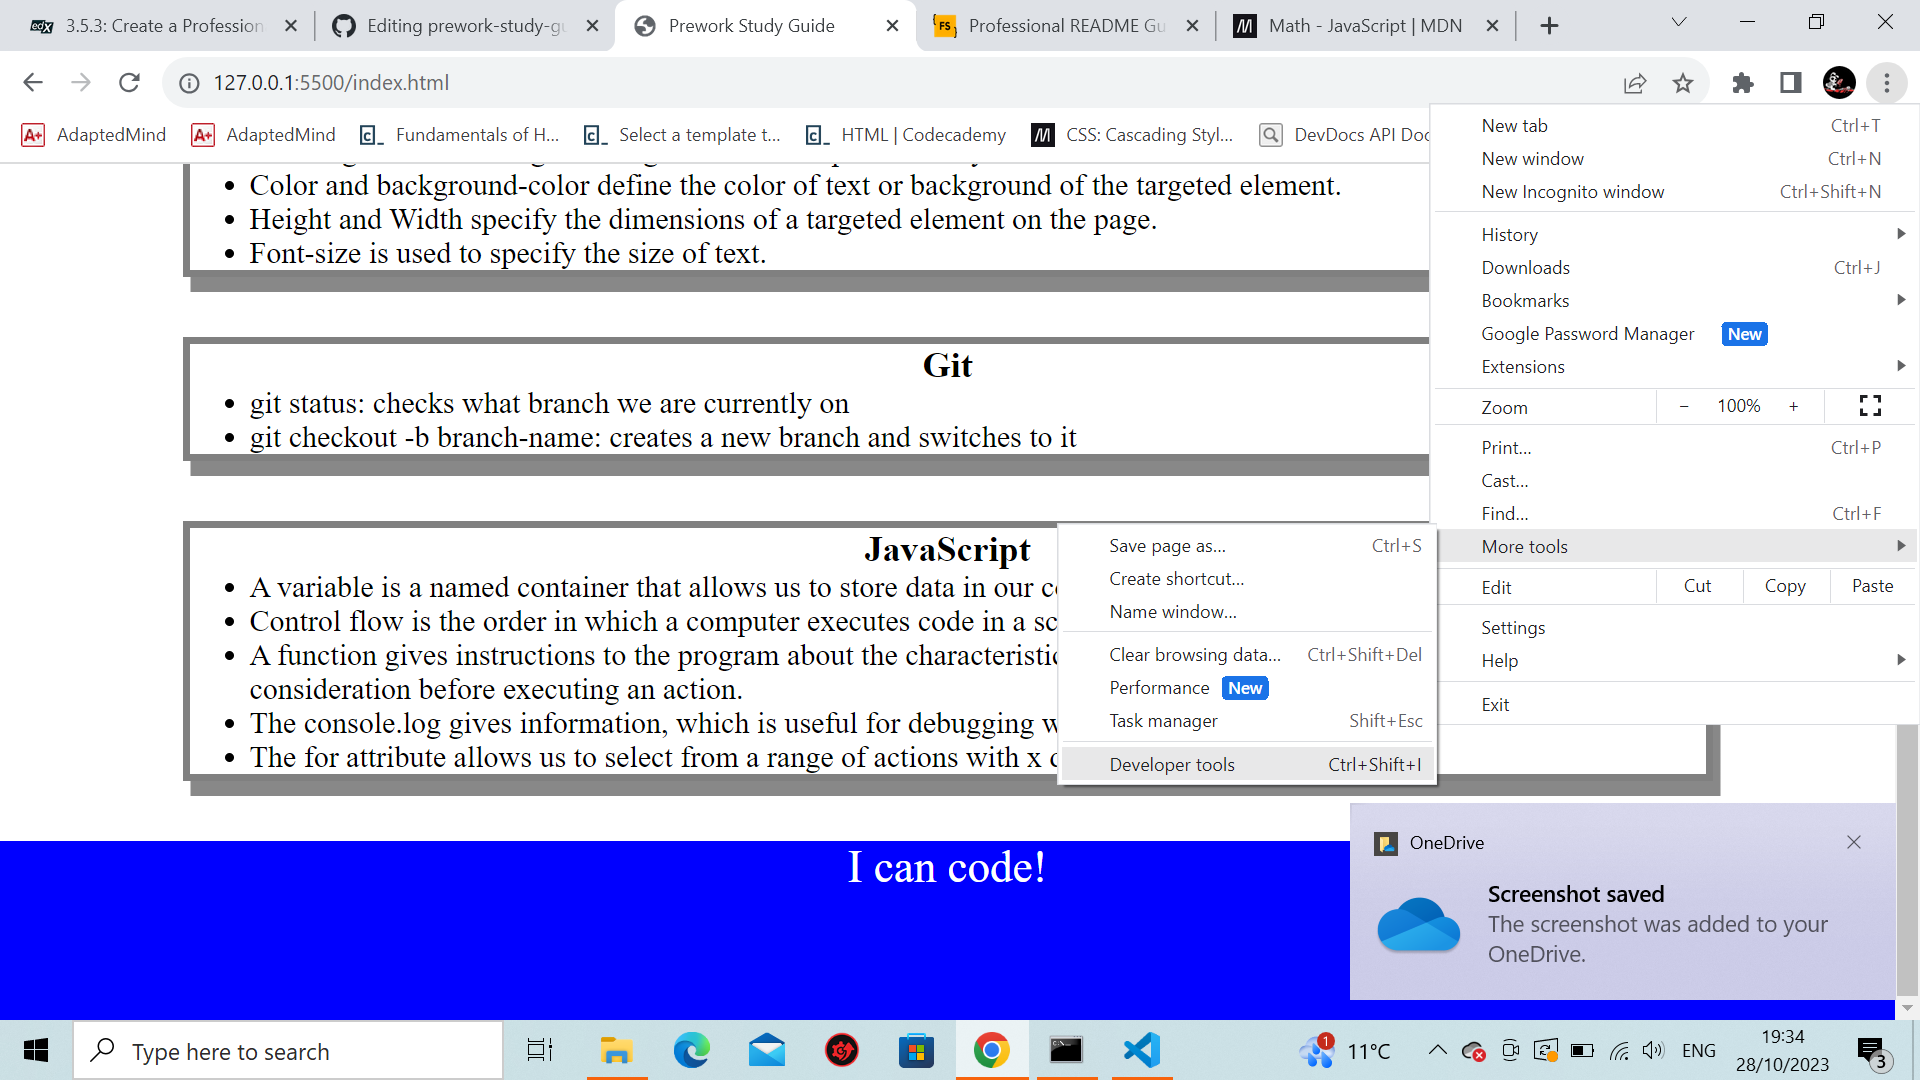 3.5.3: Create a Profession
Editing prework-study-gu
Prework Study Guide
Professional README Gu
Math - JavaScript | MDN
127.0.0.1:5500/index.html
AdaptedMind
AdaptedMind
Fundamentals of H...
Select a template t...
HTML | Codecademy
CSS: Cascading Styl...
DevDocs API Doc
Color and background-color define the color of text or background of the targeted element.
Height and Width specify the dimensions of a targeted element on the page.
Font-size is used to specify the size of text.
Git
git status: checks what branch we are currently on
git checkout -b branch-name: creates a new branch and switches to it
JavaScript
A variable is a named container that allows us to store data in our
Control flow is the order in which a computer executes code in a
A function gives instructions to the program about the
consideration before executing an action.
The console.log gives information, which is useful for debugging
The for attribute allows us to select from a range of actions with x
I can code!
New tab Ctrl+T
New window Ctrl+N
New Incognito window Ctrl+Shift+N
History
Downloads Ctrl+J
Bookmarks
Google Password Manager New
Extensions
Zoom − 100% +
Print... Ctrl+P
Cast...
Find... Ctrl+F
More tools
Edit Cut Copy Paste
Settings
Help
Exit
Save page as... Ctrl+S
Create shortcut...
Name window...
Clear browsing data... Ctrl+Shift+Del
Performance New
Task manager Shift+Esc
Developer tools Ctrl+Shift+I
OneDrive
Screenshot saved
The screenshot was added to your
OneDrive.
Type here to search
1
11°C
ENG
19:34
28/10/2023
3